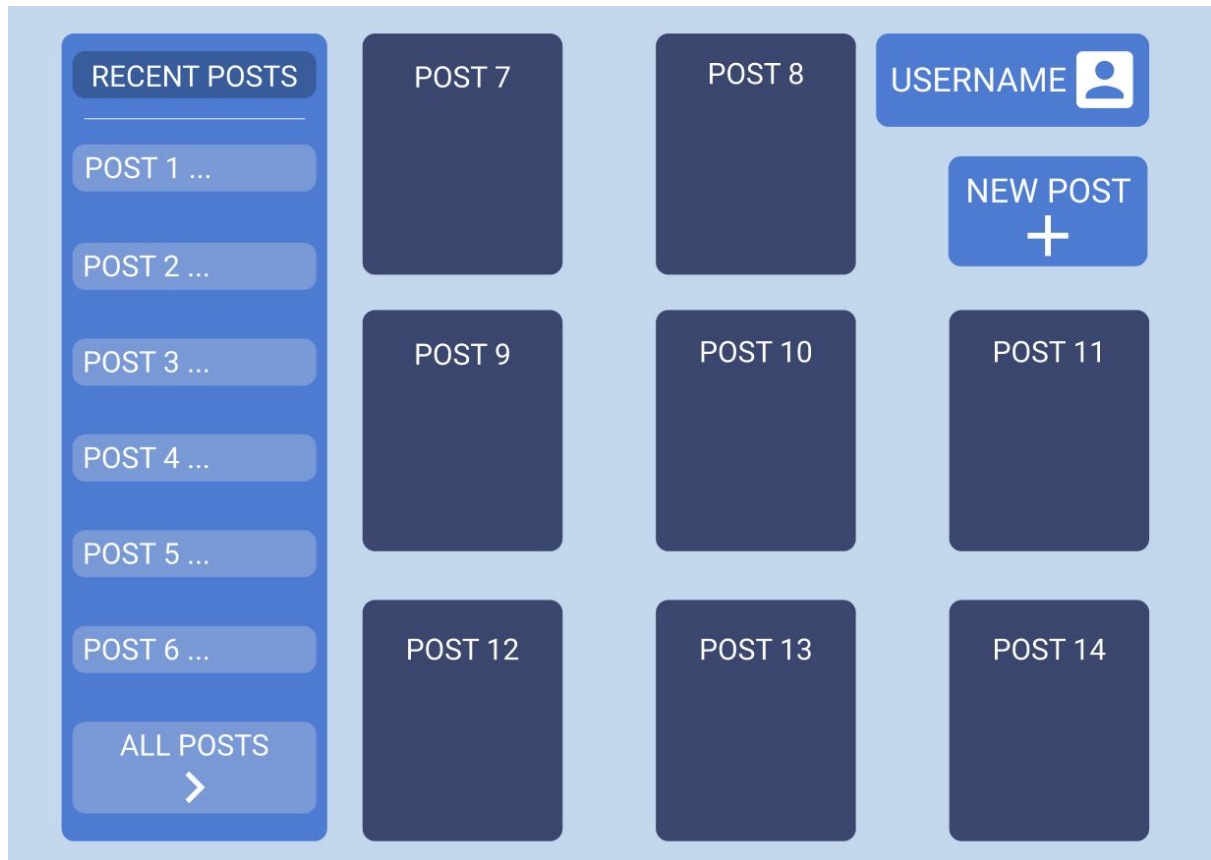 RECENT POSTS
POST 1 ...
POST 2 ...
POST 3 ...
POST 4 ...
POST 5 ...
POST 6 ...
ALL POSTS
POST 7
POST 8
USERNAME
NEW POST
POST 9
POST 10
POST 11
POST 12
POST 13
POST 14